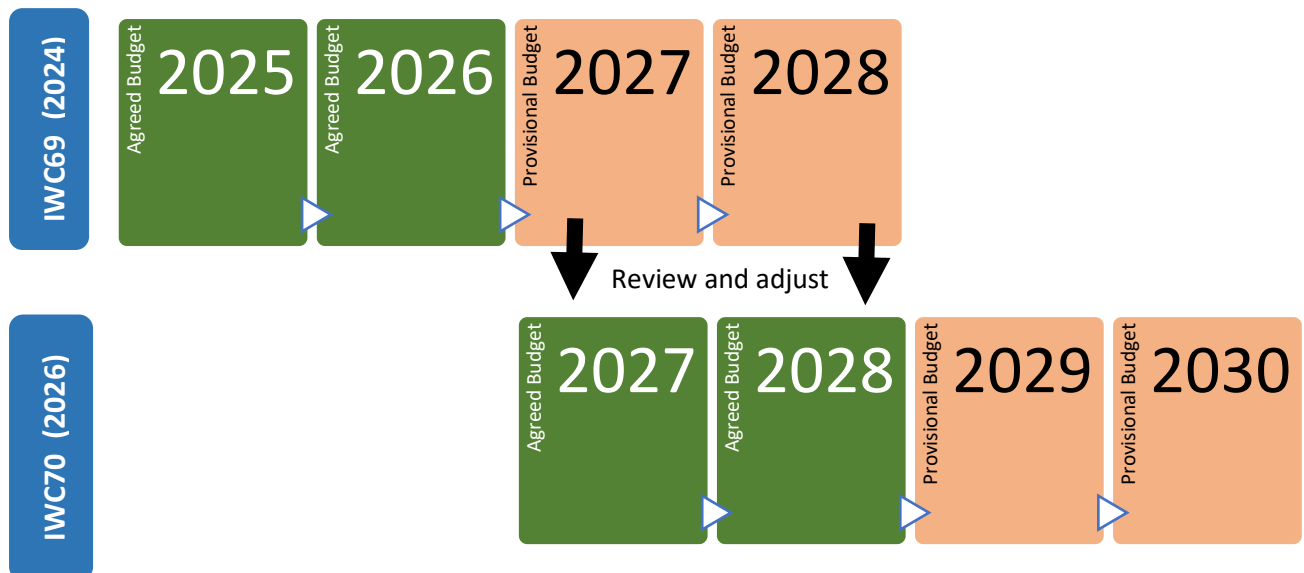 IWC69 (2024)
Agreed Budget
2025
Agreed Budget
2026
Provisional Budget
2027
Provisional Budget
2028
Review and adjust
IWC70 (2026)
Agreed Budget
2027
Agreed Budget
2028
Provisional Budget
2029
Provisional Budget
2030